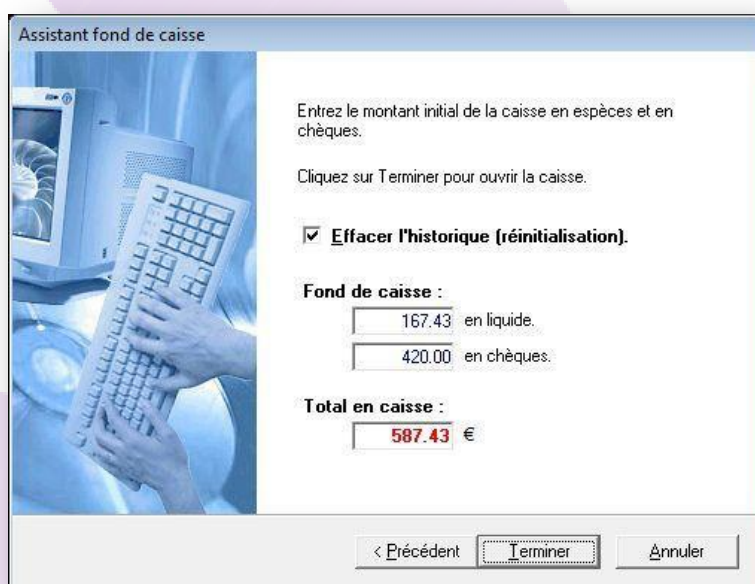 Assistant fond de caisse
Entrez le montant initial de la caisse en espèces et en
chèques.
Cliquez sur Terminer pour ouvrir la caisse.
Effacer l'historique (réinitialisation).
Fond de caisse :
167.43 en liquide.
420.00 en chèques.
Total en caisse :
587.43 €
< Précédent Terminer Annuler